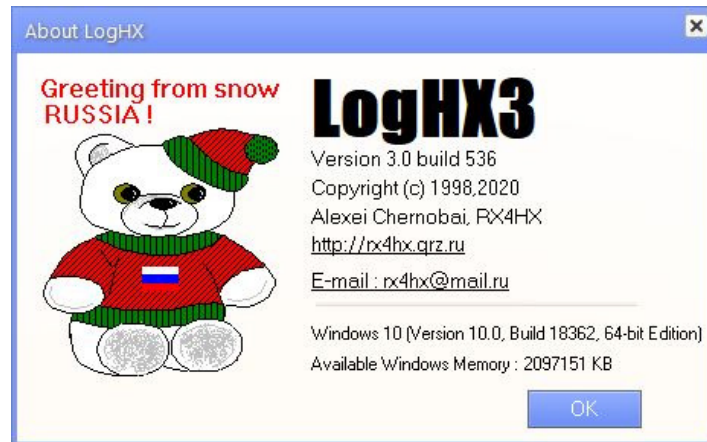 About LogHX
Greeting from snow
RUSSIA !
LogHX3
Version 3.0 build 536
Copyright (c) 1998,2020
Alexei Chernobai, RX4HX
http://rx4hx.qrz.ru
E-mail : rx4hx@mail.ru
Windows 10 (Version 10.0, Build 18362, 64-bit Edition)
Available Windows Memory : 2097151 KB
OK